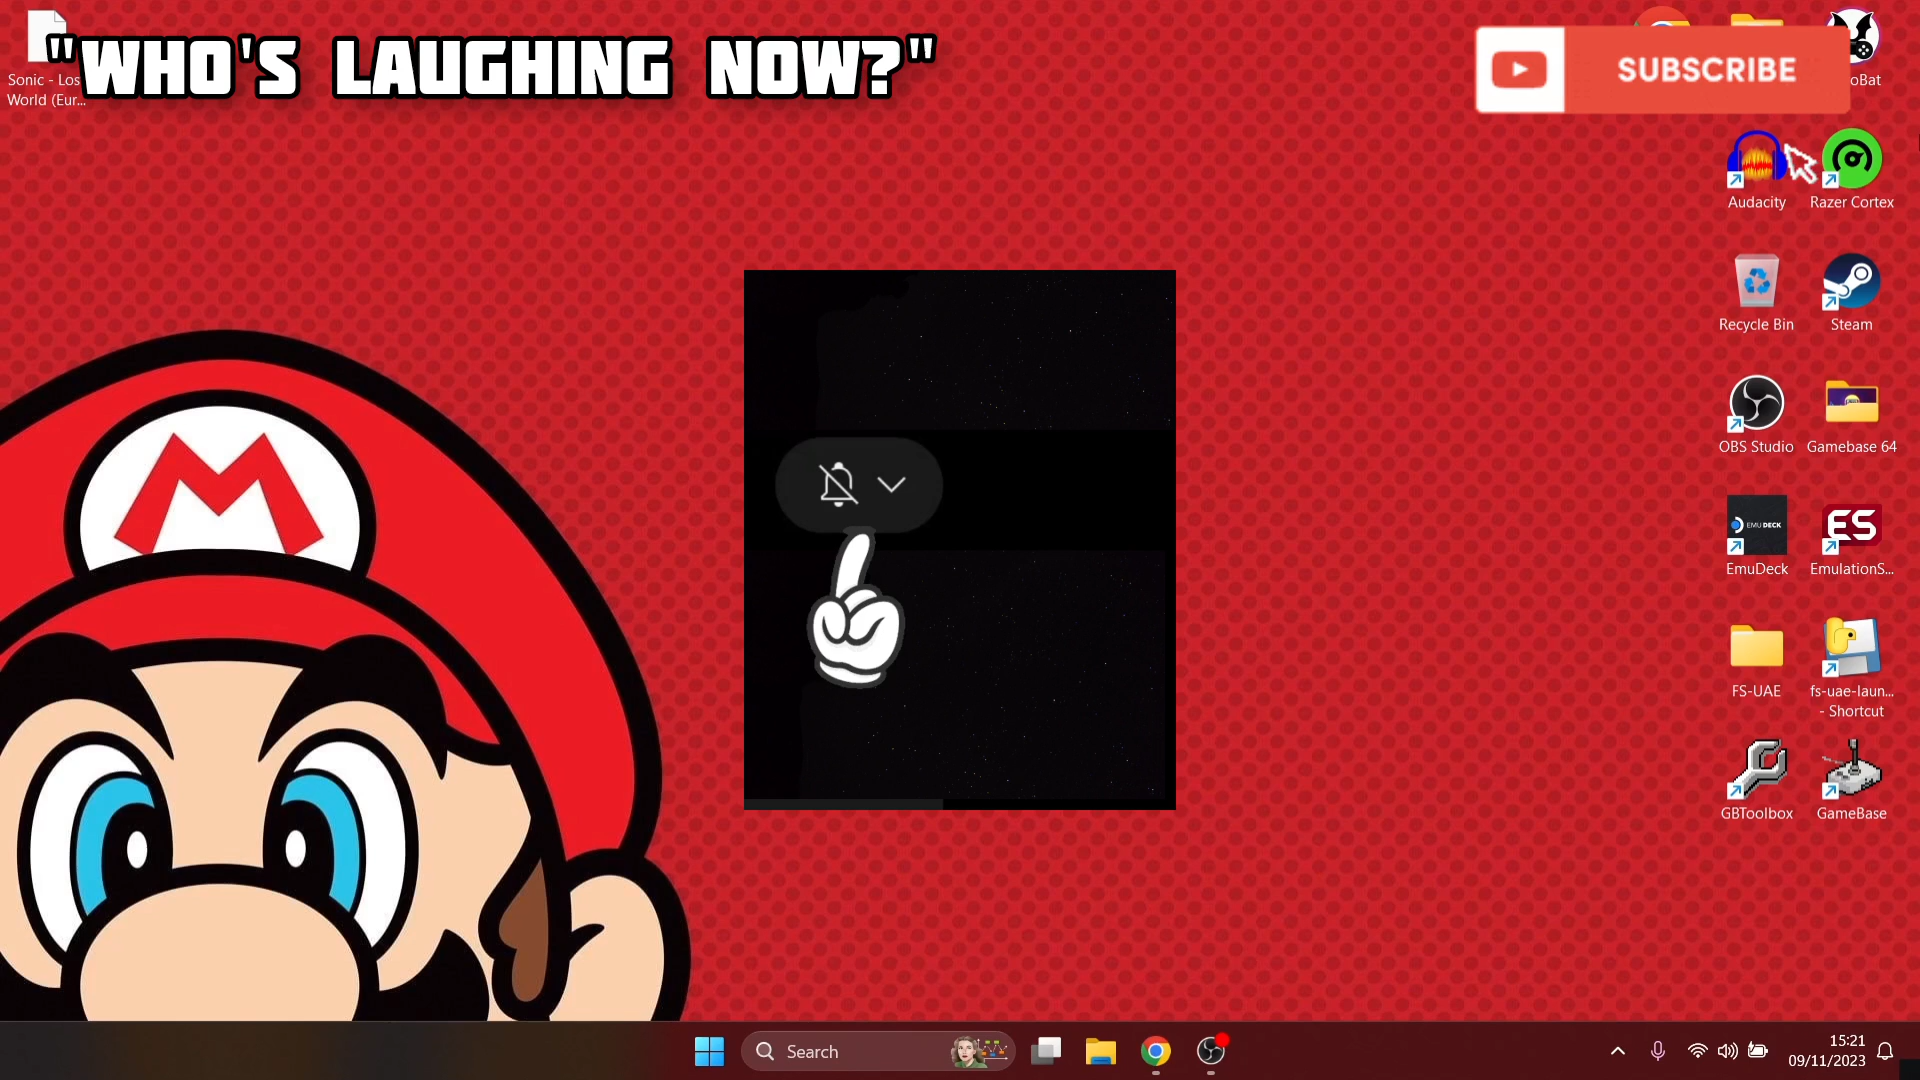 "WHO'S LAUGHING NOW?"
SUBSCRIBE
Sonic - Los
World (Eur...
oBat
Audacity
Razer Cortex
Recycle Bin
Steam
OBS Studio
Gamebase 64
EMU DECK
ES
EmuDeck
EmulationS...
FS-UAE
fs-uae-laun...
- Shortcut
GBToolbox
GameBase
M
Search
15:21
09/11/2023